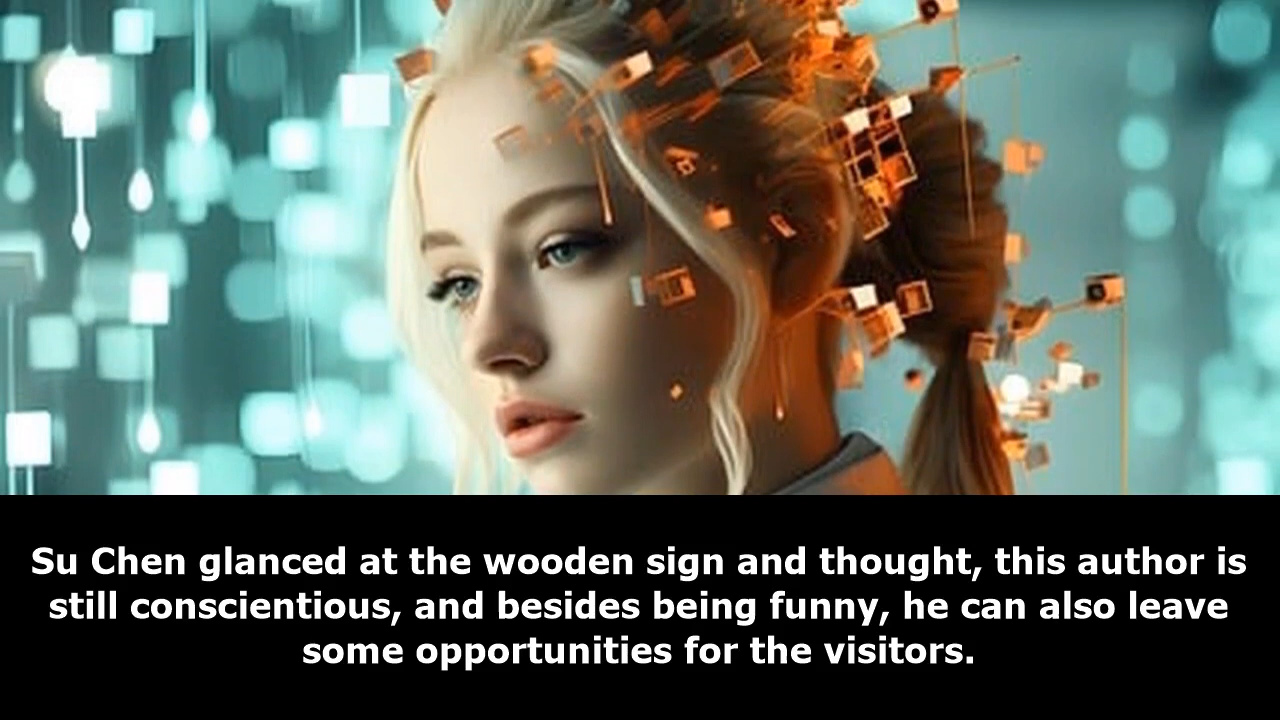 Su Chen glanced at the wooden sign and thought, this author is
still conscientious, and besides being funny, he can also leave
some opportunities for the visitors.